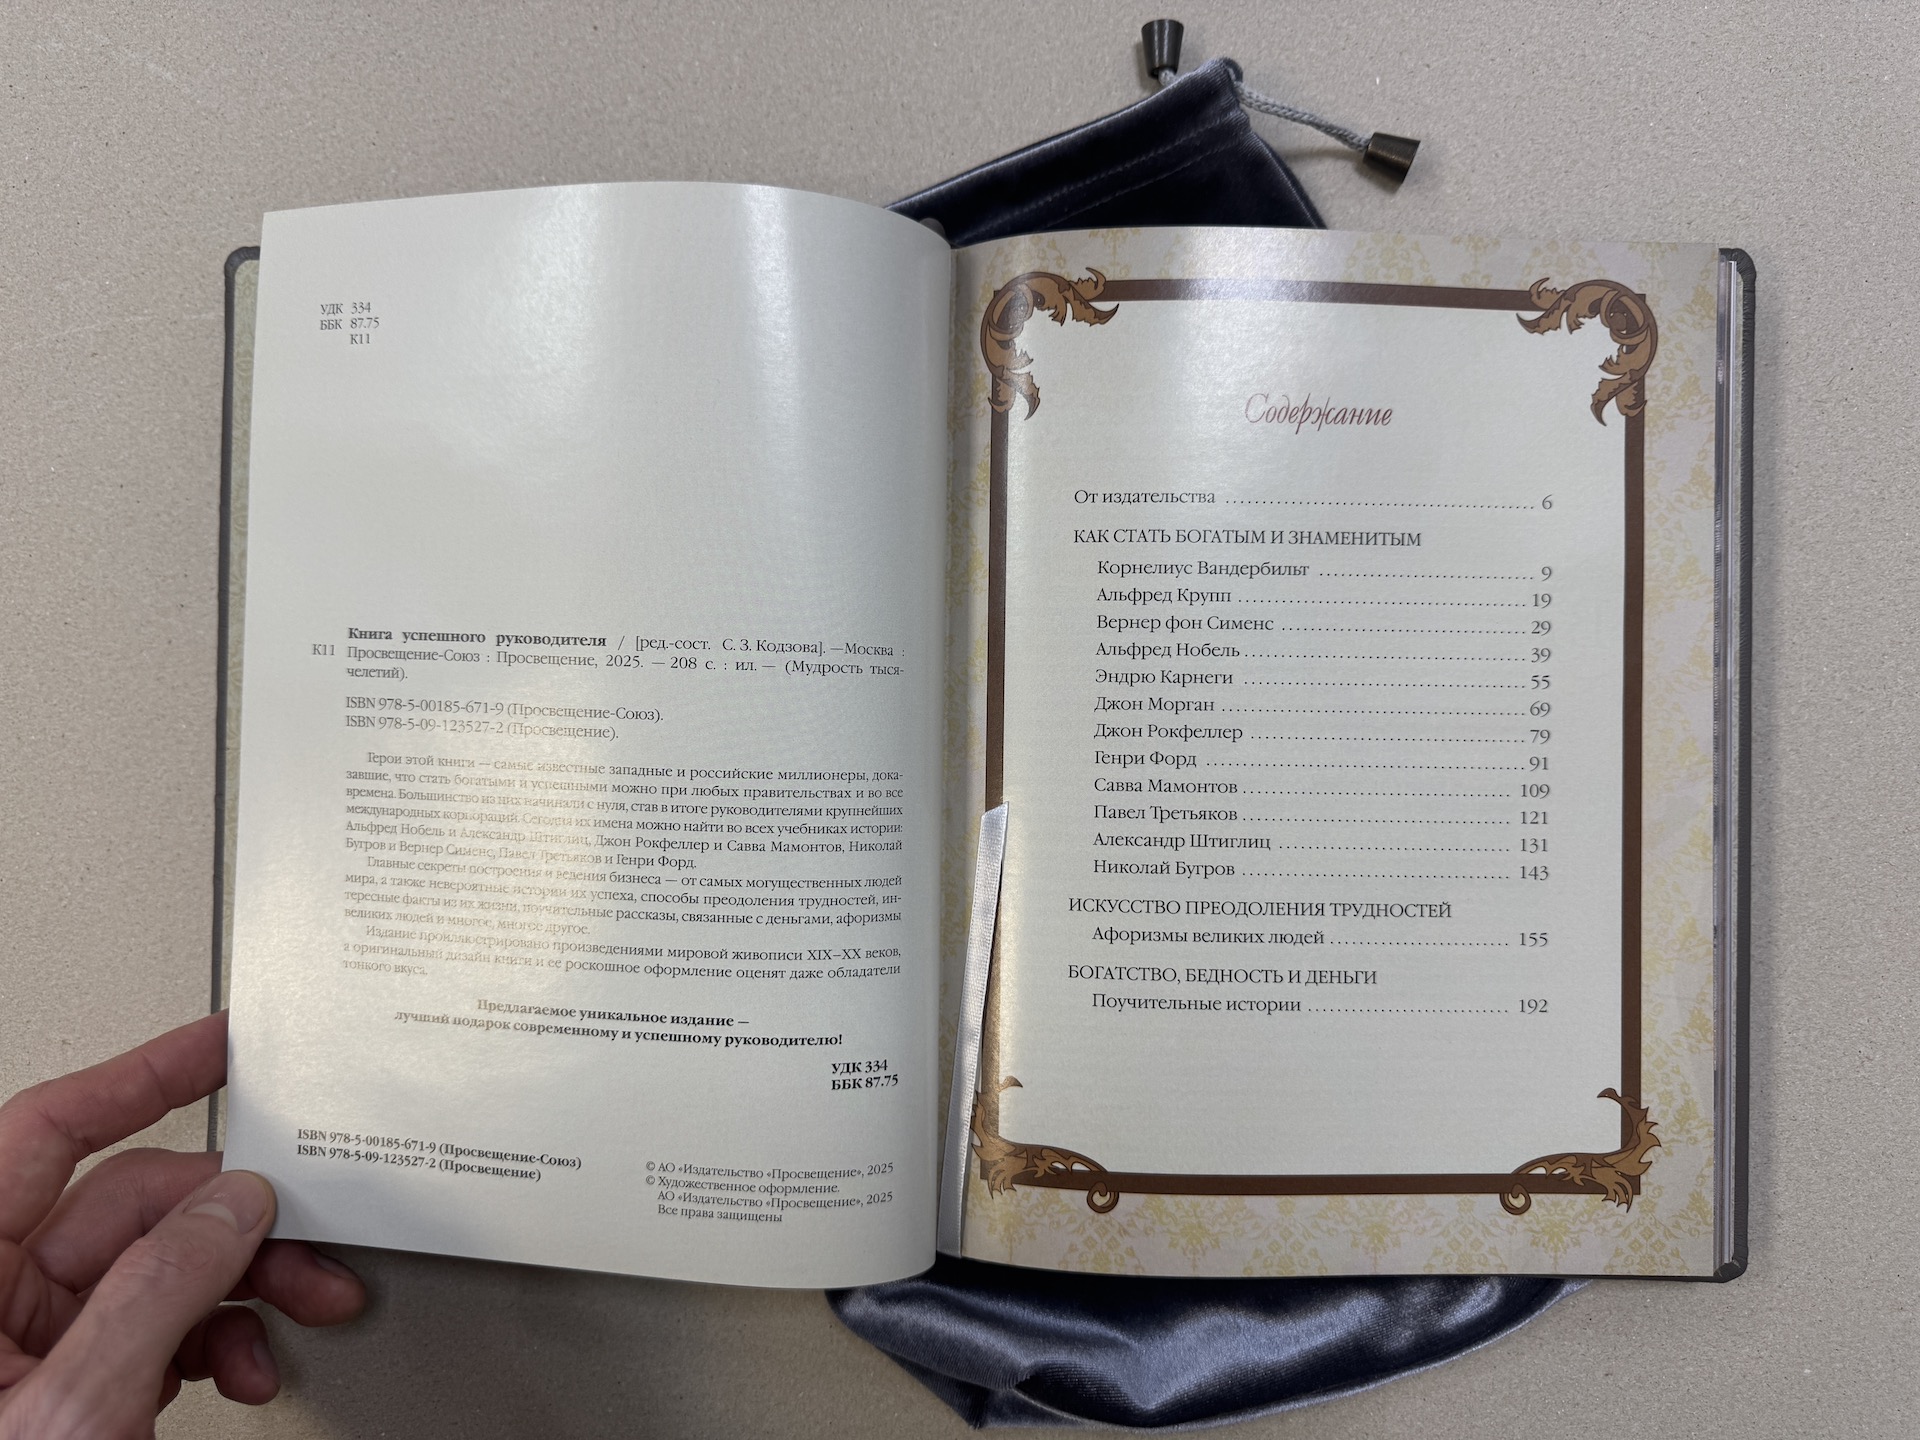 УДК 334
ББК 87.75
К11
Книга успешного руководителя / [ред.-сост. С. З. Кодзова]. —Москва :
К11 Просвещение-Союз : Просвещение, 2025. — 208 с. : ил. — (Мудрость тыся-
челетий).
ISBN 978-5-00185-671-9 (Просвещение-Союз).
ISBN 978-5-09-123527-2 (Просвещение).
Герои этой книги — самые известные западные и российские миллионеры, дока-
завшие, что стать богатыми и успешными можно при любых правительствах и во все
времена. Большинство из них начинали с нуля, став в итоге руководителями крупнейших
международных корпораций. Сегодня их имена можно найти во всех учебниках истории:
Альфред Нобель и Александр Штиглиц, Джон Рокфеллер и Савва Мамонтов, Николай
Бугров и Вернер Сименс, Павел Третьяков и Генри Форд.
Главные секреты построения и ведения бизнеса — от самых могущественных людей
мира, а также невероятные истории их успеха, способы преодоления трудностей, ин-
тересные факты из их жизни, поучительные рассказы, связанные с деньгами, афоризмы
великих людей и многое, многое другое.
Издание проиллюстрировано произведениями мировой живописи XIX–XX веков,
а оригинальный дизайн книги и ее роскошное оформление оценят даже обладатели
тонкого вкуса.
Предлагаемое уникальное издание —
лучший подарок современному и успешному руководителю!
УДК 334
ББК 87.75
ISBN 978-5-00185-671-9 (Просвещение-Союз)
ISBN 978-5-09-123527-2 (Просвещение)
© АО «Издательство «Просвещение», 2025
© Художественное оформление.
АО «Издательство «Просвещение», 2025
Все права защищены
Содержание
От издательства 6
КАК СТАТЬ БОГАТЫМ И ЗНАМЕНИТЫМ
Корнелиус Вандербильт 9
Альфред Крупп 19
Вернер фон Сименс 29
Альфред Нобель 39
Эндрю Карнеги 55
Джон Морган 69
Джон Рокфеллер 79
Генри Форд 91
Савва Мамонтов 109
Павел Третьяков 121
Александр Штиглиц 131
Николай Бугров 143
ИСКУССТВО ПРЕОДОЛЕНИЯ ТРУДНОСТЕЙ
Афоризмы великих людей 155
БОГАТСТВО, БЕДНОСТЬ И ДЕНЬГИ
Поучительные истории 192